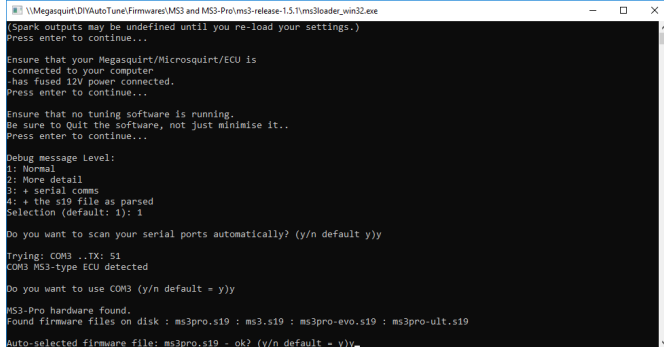 \\Megasquirt\DIYAutoTune\Firmwares\MS3 and MS3-Pro\ms3-release-1.5.1\ms3loader_win32.exe
(Spark outputs may be undefined until you re-load your settings.)
Press enter to continue...
Ensure that your Megasquirt/Microsquirt/ECU is
-connected to your computer
-has fused 12V power connected.
Press enter to continue...
Ensure that no tuning software is running.
Be sure to Quit the software, not just minimise it..
Press enter to continue...
Debug message Level:
1: Normal
2: More detail
3: + serial comms
4: + the s19 file as parsed
Selection (default: 1): 1
Do you want to scan your serial ports automatically? (y/n default y)y
Trying: COM3 ..TX: 51
COM3 MS3-type ECU detected
Do you want to use COM3 (y/n default = y)y
MS3-Pro hardware found.
Found firmware files on disk : ms3pro.s19 : ms3.s19 : ms3pro-evo.s19 : ms3pro-ult.s19
Auto-selected firmware file: ms3pro.s19 - ok? (y/n default = y)y_